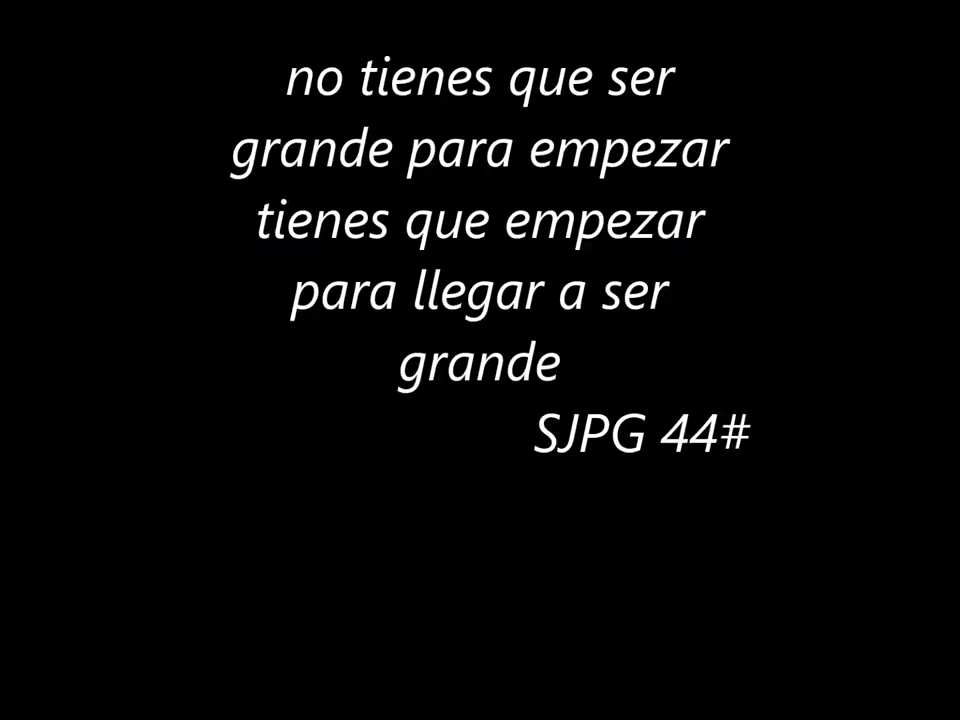 no tienes que ser
grande para empezar
tienes que empezar
para llegar a ser
grande
SJPG 44#